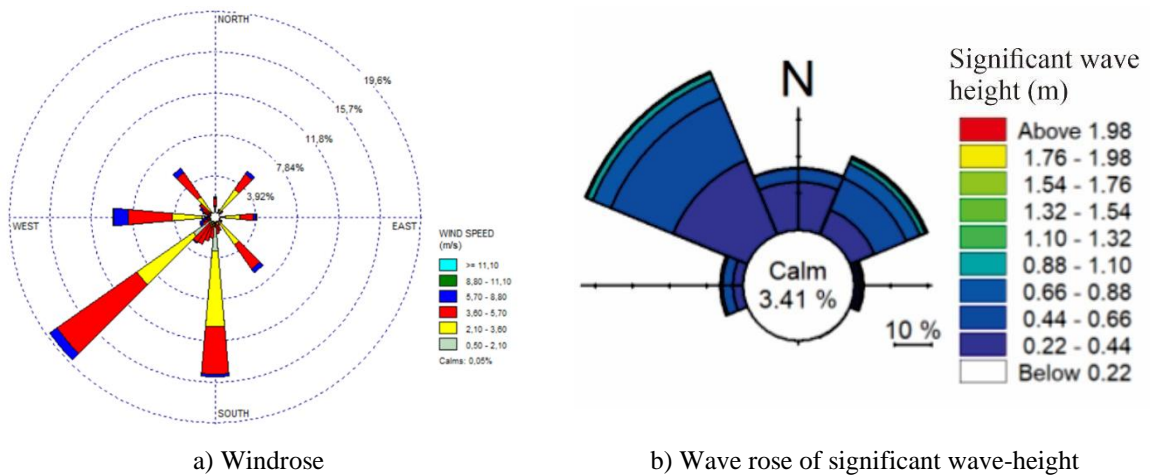 NORTH
19,6%
15,7%
11,8%
7,84%
3,92%
WEST
EAST
SOUTH
WIND SPEED
(m/s)
>= 11,10
8,80 - 11,10
5,70 - 8,80
3,60 - 5,70
2,10 - 3,60
0,50 - 2,10
Calms: 0,05%
N
Calm
3.41 %
10 %
Significant wave
height (m)
Above 1.98
1.76 - 1.98
1.54 - 1.76
1.32 - 1.54
1.10 - 1.32
0.88 - 1.10
0.66 - 0.88
0.44 - 0.66
0.22 - 0.44
Below 0.22
a) Windrose
b) Wave rose of significant wave-height